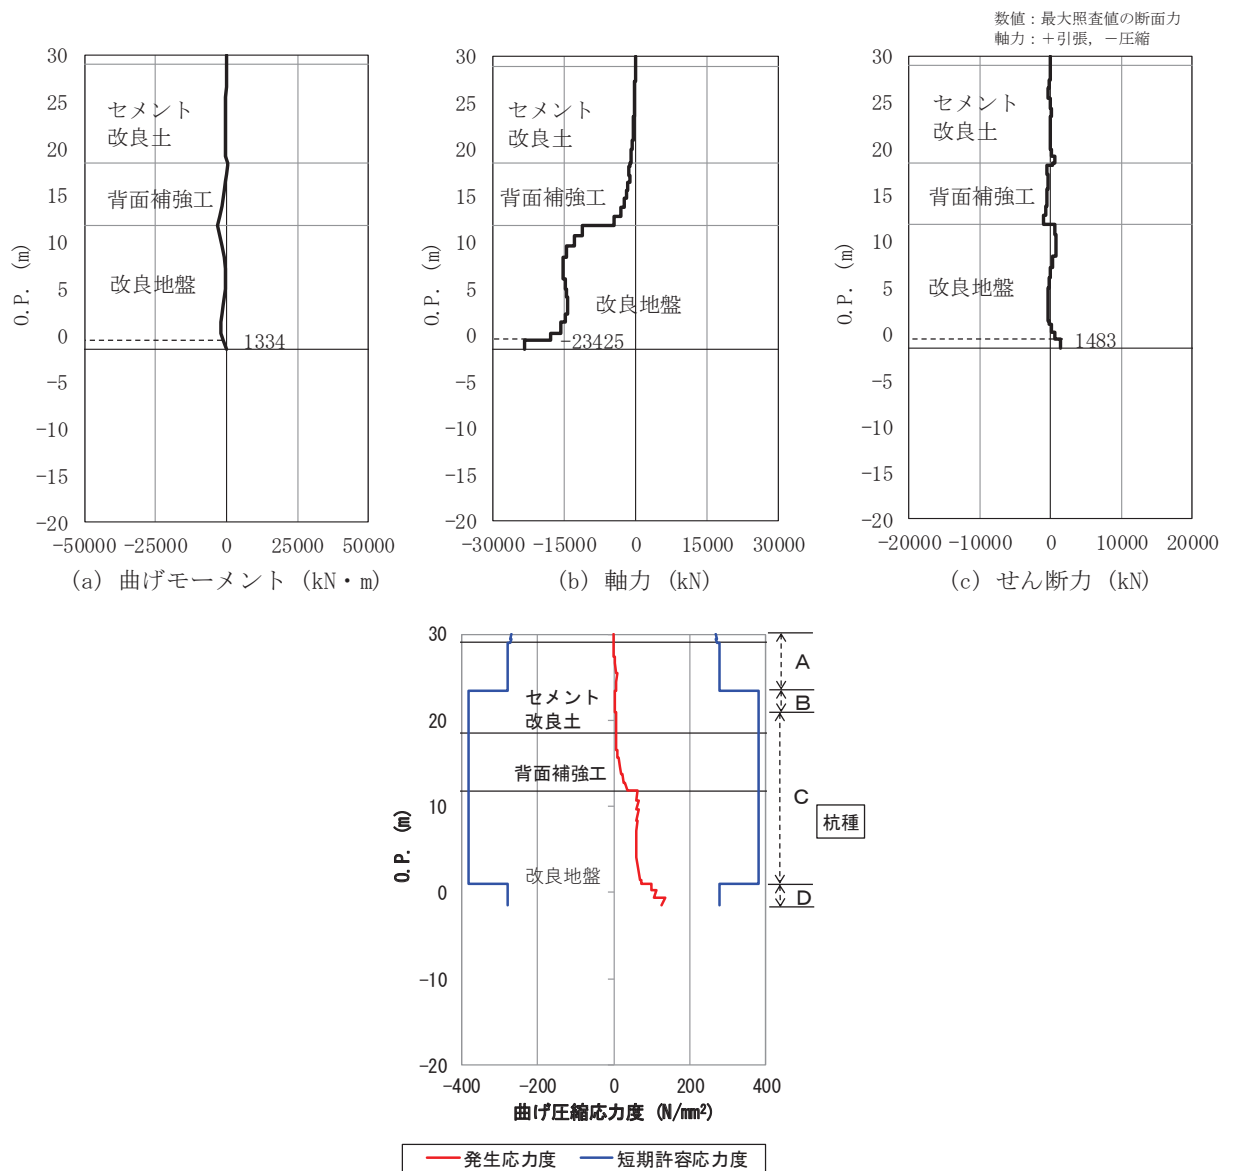 数値：最大照査値の断面力
軸力：＋引張，－圧縮
30
25
20
15
10
5
0
-5
-10
-15
-20
O.P. (m)
セメント
改良土
背面補強工
改良地盤
1334
-50000 -25000 0 25000 50000
(a) 曲げモーメント (kN・m)
30
25
20
15
10
5
0
-5
-10
-15
-20
O.P. (m)
セメント
改良土
背面補強工
改良地盤
-23425
-30000 -15000 0 15000 30000
(b) 軸力 (kN)
30
25
20
15
10
5
0
-5
-10
-15
-20
O.P. (m)
セメント
改良土
背面補強工
改良地盤
1483
-20000 -10000 0 10000 20000
(c) せん断力 (kN)
30
20
10
0
-10
-20
O.P. (m)
セメント
改良土
背面補強工
改良地盤
A
B
C
D
杭種
-400 -200 0 200 400
曲げ圧縮応力度 (N/mm²)
発生応力度 短期許容応力度